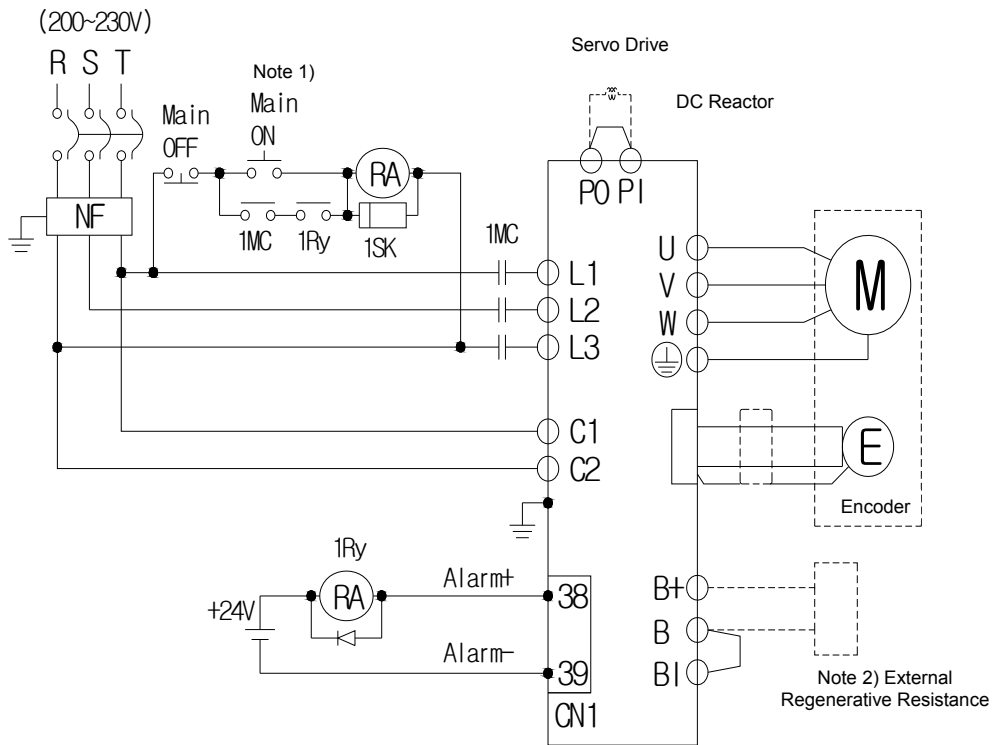 (200~230V)
R S T
Note 1)
Main
OFF
Main
ON
RA
1MC 1Ry 1SK
NF
1MC
Servo Drive
DC Reactor
PO PI
L1
L2
L3
C1
C2
U
V
W
M
E
Encoder
1Ry
RA
+24V
Alarm+
Alarm-
38
39
CN1
B+
B
BI
Note 2) External
Regenerative Resistance